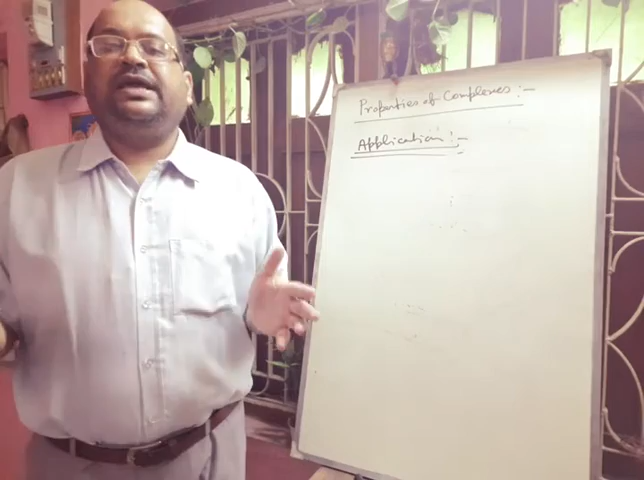 Properties of Complexes :-
Application :-